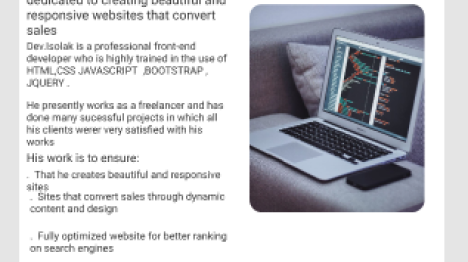 dedicated to creating beautiful and
responsive websites that convert
sales
Dev.Isolak is a professional front-end
developer who is highly trained in the use of
HTML,CSS JAVASCRIPT ,BOOTSTRAP ,
JQUERY .
He presently works as a freelancer and has
done many sucessful projects in which all
his clients werer very satisfied with his
works
His work is to ensure:
. That he creates beautiful and responsive
sites
. Sites that convert sales through dynamic
content and design
. Fully optimized website for better ranking
on search engines